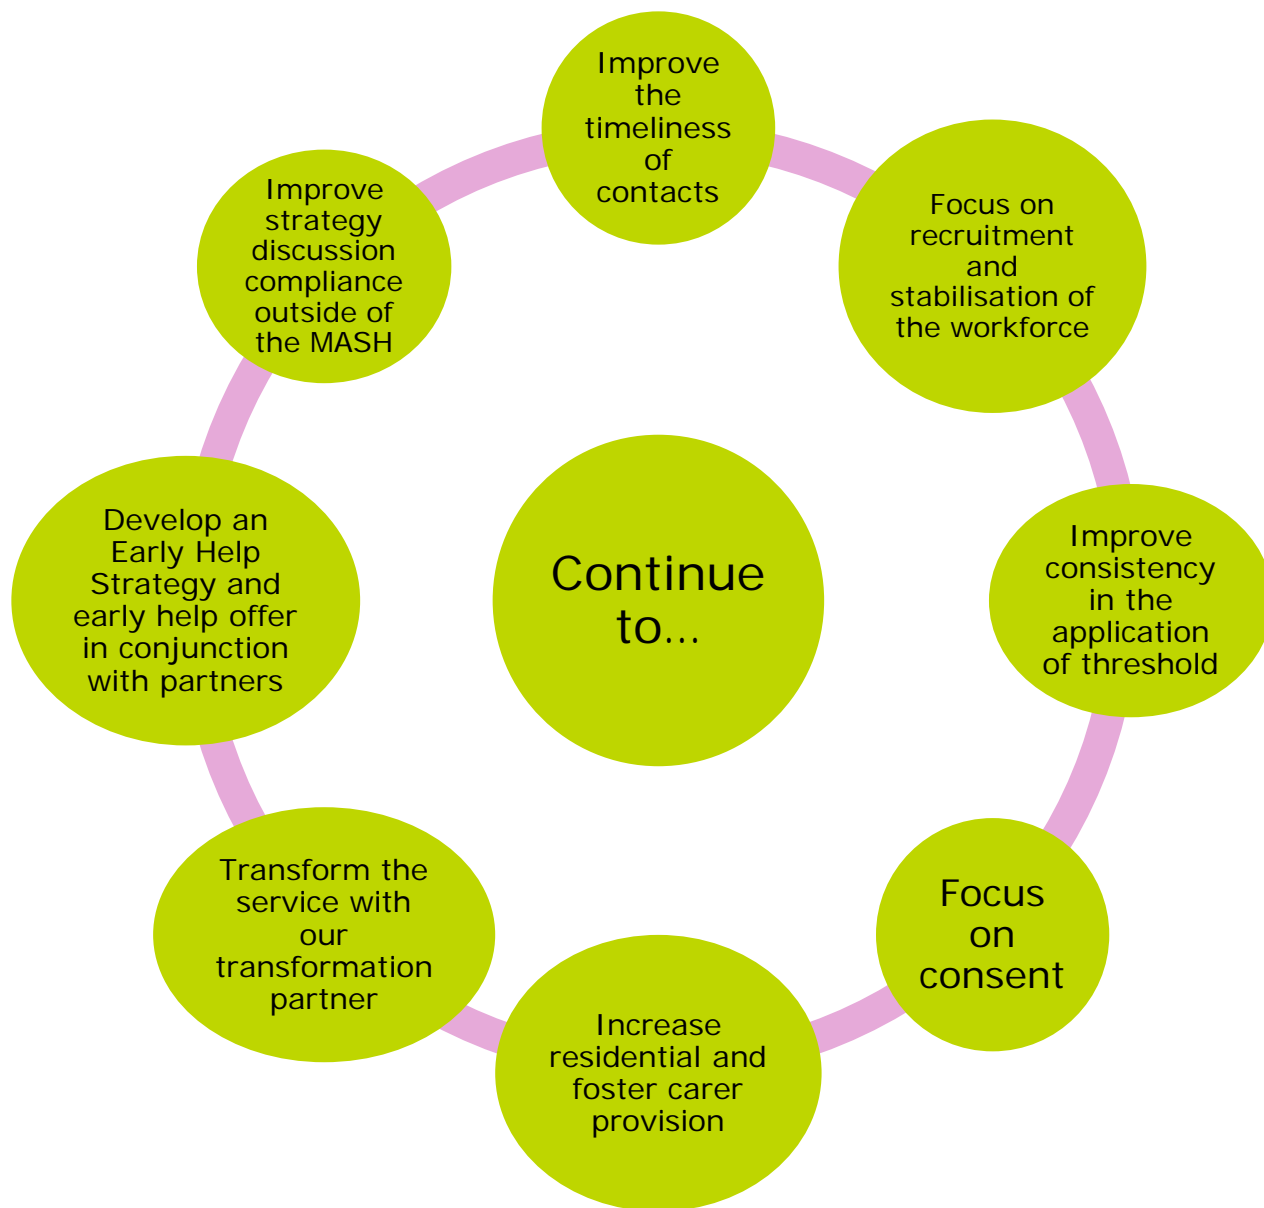 Improve
the
timeliness
of
contacts
Focus on
recruitment
and
stabilisation of
the workforce
Improve
consistency
in the
application
of threshold
Focus
on
consent
Increase
residential and
foster carer
provision
Transform the
service with
our
transformation
partner
Develop an
Early Help
Strategy and
early help offer
in conjunction
with partners
Improve
strategy
discussion
compliance
outside of
the MASH
Continue
to...